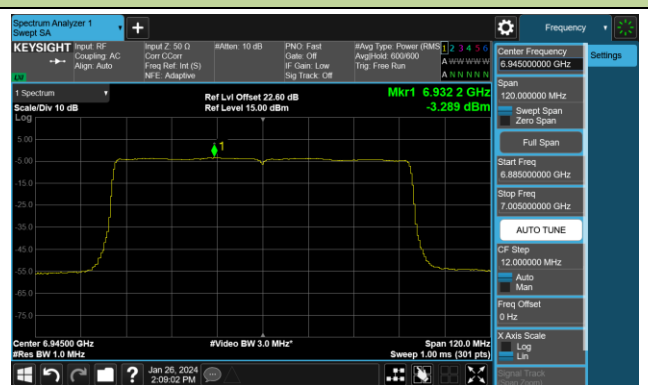 Spectrum Analyzer 1
Swept SA
Frequency
KEYSIGHT
Input: RF
Coupling: AC
Align: Auto
Input Z: 50 Ω
Corr CCorr
Freq Ref: Int (S)
NFE: Adaptive
#Atten: 10 dB
PNO: Fast
Gate: Off
IF Gain: Low
Sig Track: Off
#Avg Type: Power (RMS
Avg|Hold: 600/600
Trig: Free Run
1 2 3 4 5 6
A W W W W W
A N N N N N
LXI
1 Spectrum
Scale/Div 10 dB
Log
Ref Lvl Offset 22.60 dB
Ref Level 15.00 dBm
Mkr1 6.932 2 GHz
-3.289 dBm
1
5.00
-5.00
-15.0
-25.0
-35.0
-45.0
-55.0
-65.0
-75.0
Center 6.94500 GHz
#Res BW 1.0 MHz
#Video BW 3.0 MHz*
Span 120.0 MHz
Sweep 1.00 ms (301 pts)
Jan 26, 2024
2:09:02 PM
Center Frequency
6.945000000 GHz
Settings
Span
120.000000 MHz
Swept Span
Zero Span
Full Span
Start Freq
6.885000000 GHz
Stop Freq
7.005000000 GHz
AUTO TUNE
CF Step
12.000000 MHz
Auto
Man
Freq Offset
0 Hz
X Axis Scale
Log
Lin
Signal Track
(Span Zoom)